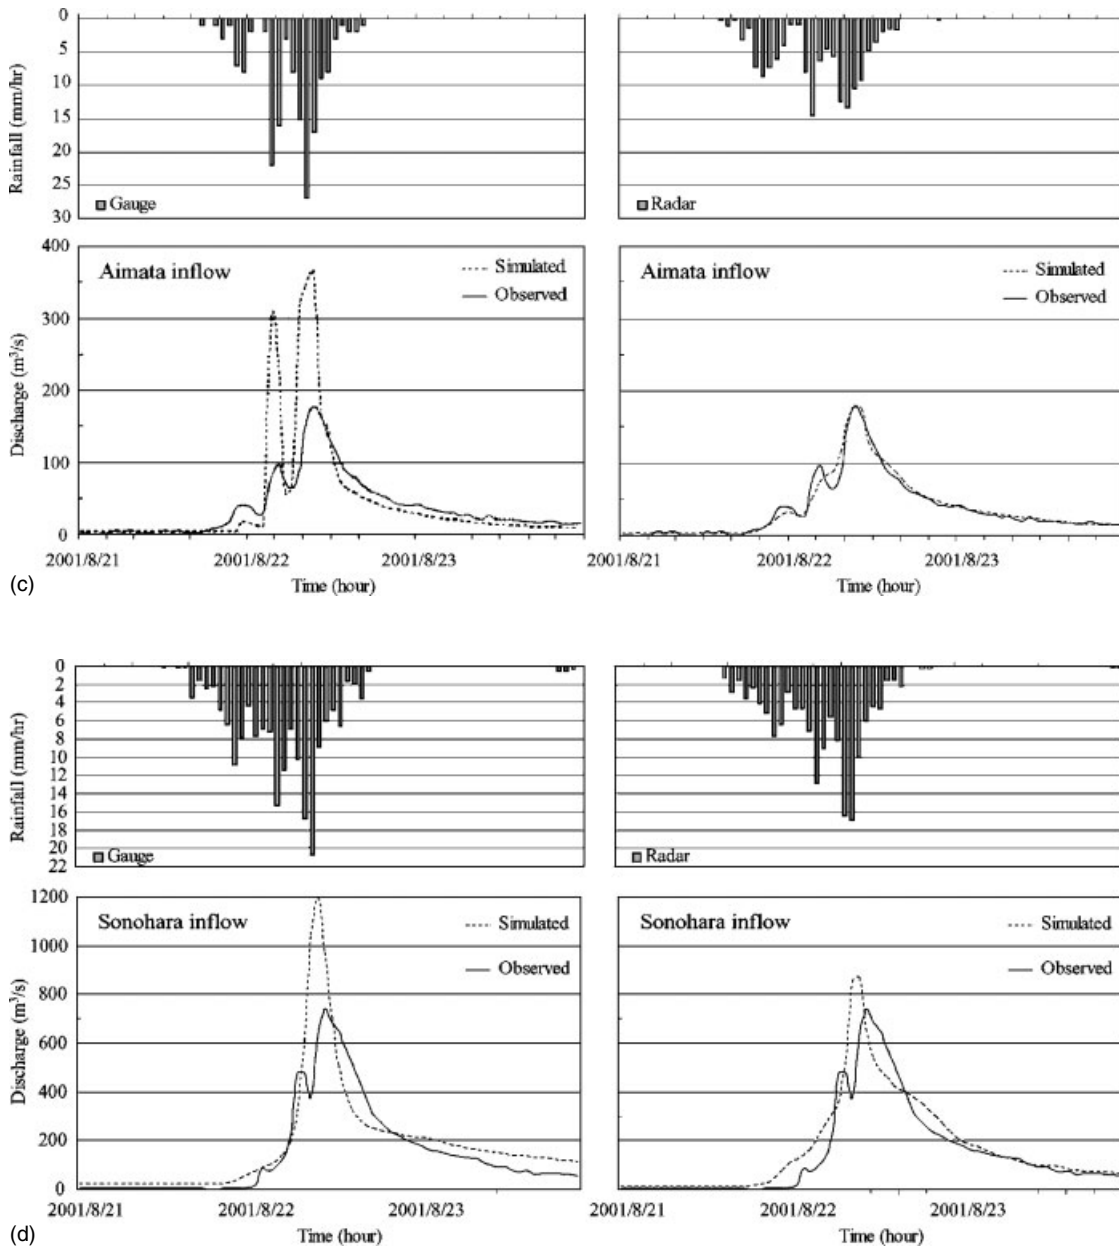 0
5
10
15
20
25
30
Rainfall (mm/hr)
Gauge
Radar
400
300
200
100
0
Discharge (m³/s)
Aimata inflow
Simulated
Observed
2001/8/21 2001/8/22 2001/8/23
Time (hour)
Aimata inflow
Simulated
Observed
2001/8/21 2001/8/22 2001/8/23
Time (hour)
(c)
0
2
4
6
8
10
12
14
16
18
20
22
Rainfall (mm/hr)
Gauge
Radar
1200
1000
800
600
400
200
0
Discharge (m³/s)
Sonohara inflow
Simulated
Observed
2001/8/21 2001/8/22 2001/8/23
Time (hour)
Sonohara inflow
Simulated
Observed
2001/8/21 2001/8/22 2001/8/23
Time (hour)
(d)